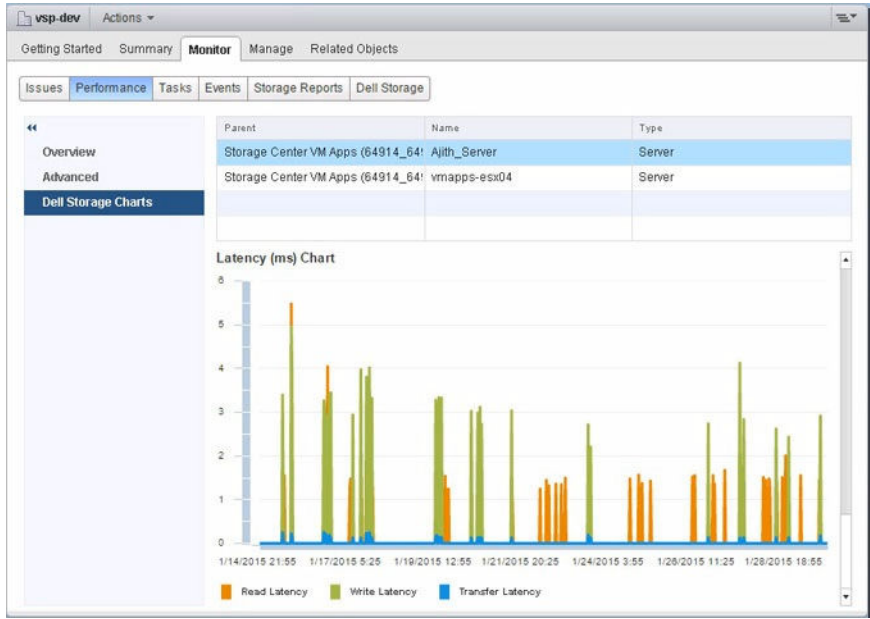 vsp-dev Actions
Getting Started Summary Monitor Manage Related Objects
Issues Performance Tasks Events Storage Reports Dell Storage
Parent Name Type
Overview
Storage Center VM Apps (64914_64 Ajith_Server Server
Advanced
Storage Center VM Apps (64914_64 vmapps-esx04 Server
Dell Storage Charts
Latency (ms) Chart
6
5
4
3
2
1
0
1/14/2015 21:55 1/17/2015 5:25 1/19/2015 12:55 1/21/2015 20:25 1/24/2015 3:55 1/26/2015 11:25 1/28/2015 18:55
Read Latency Write Latency Transfer Latency